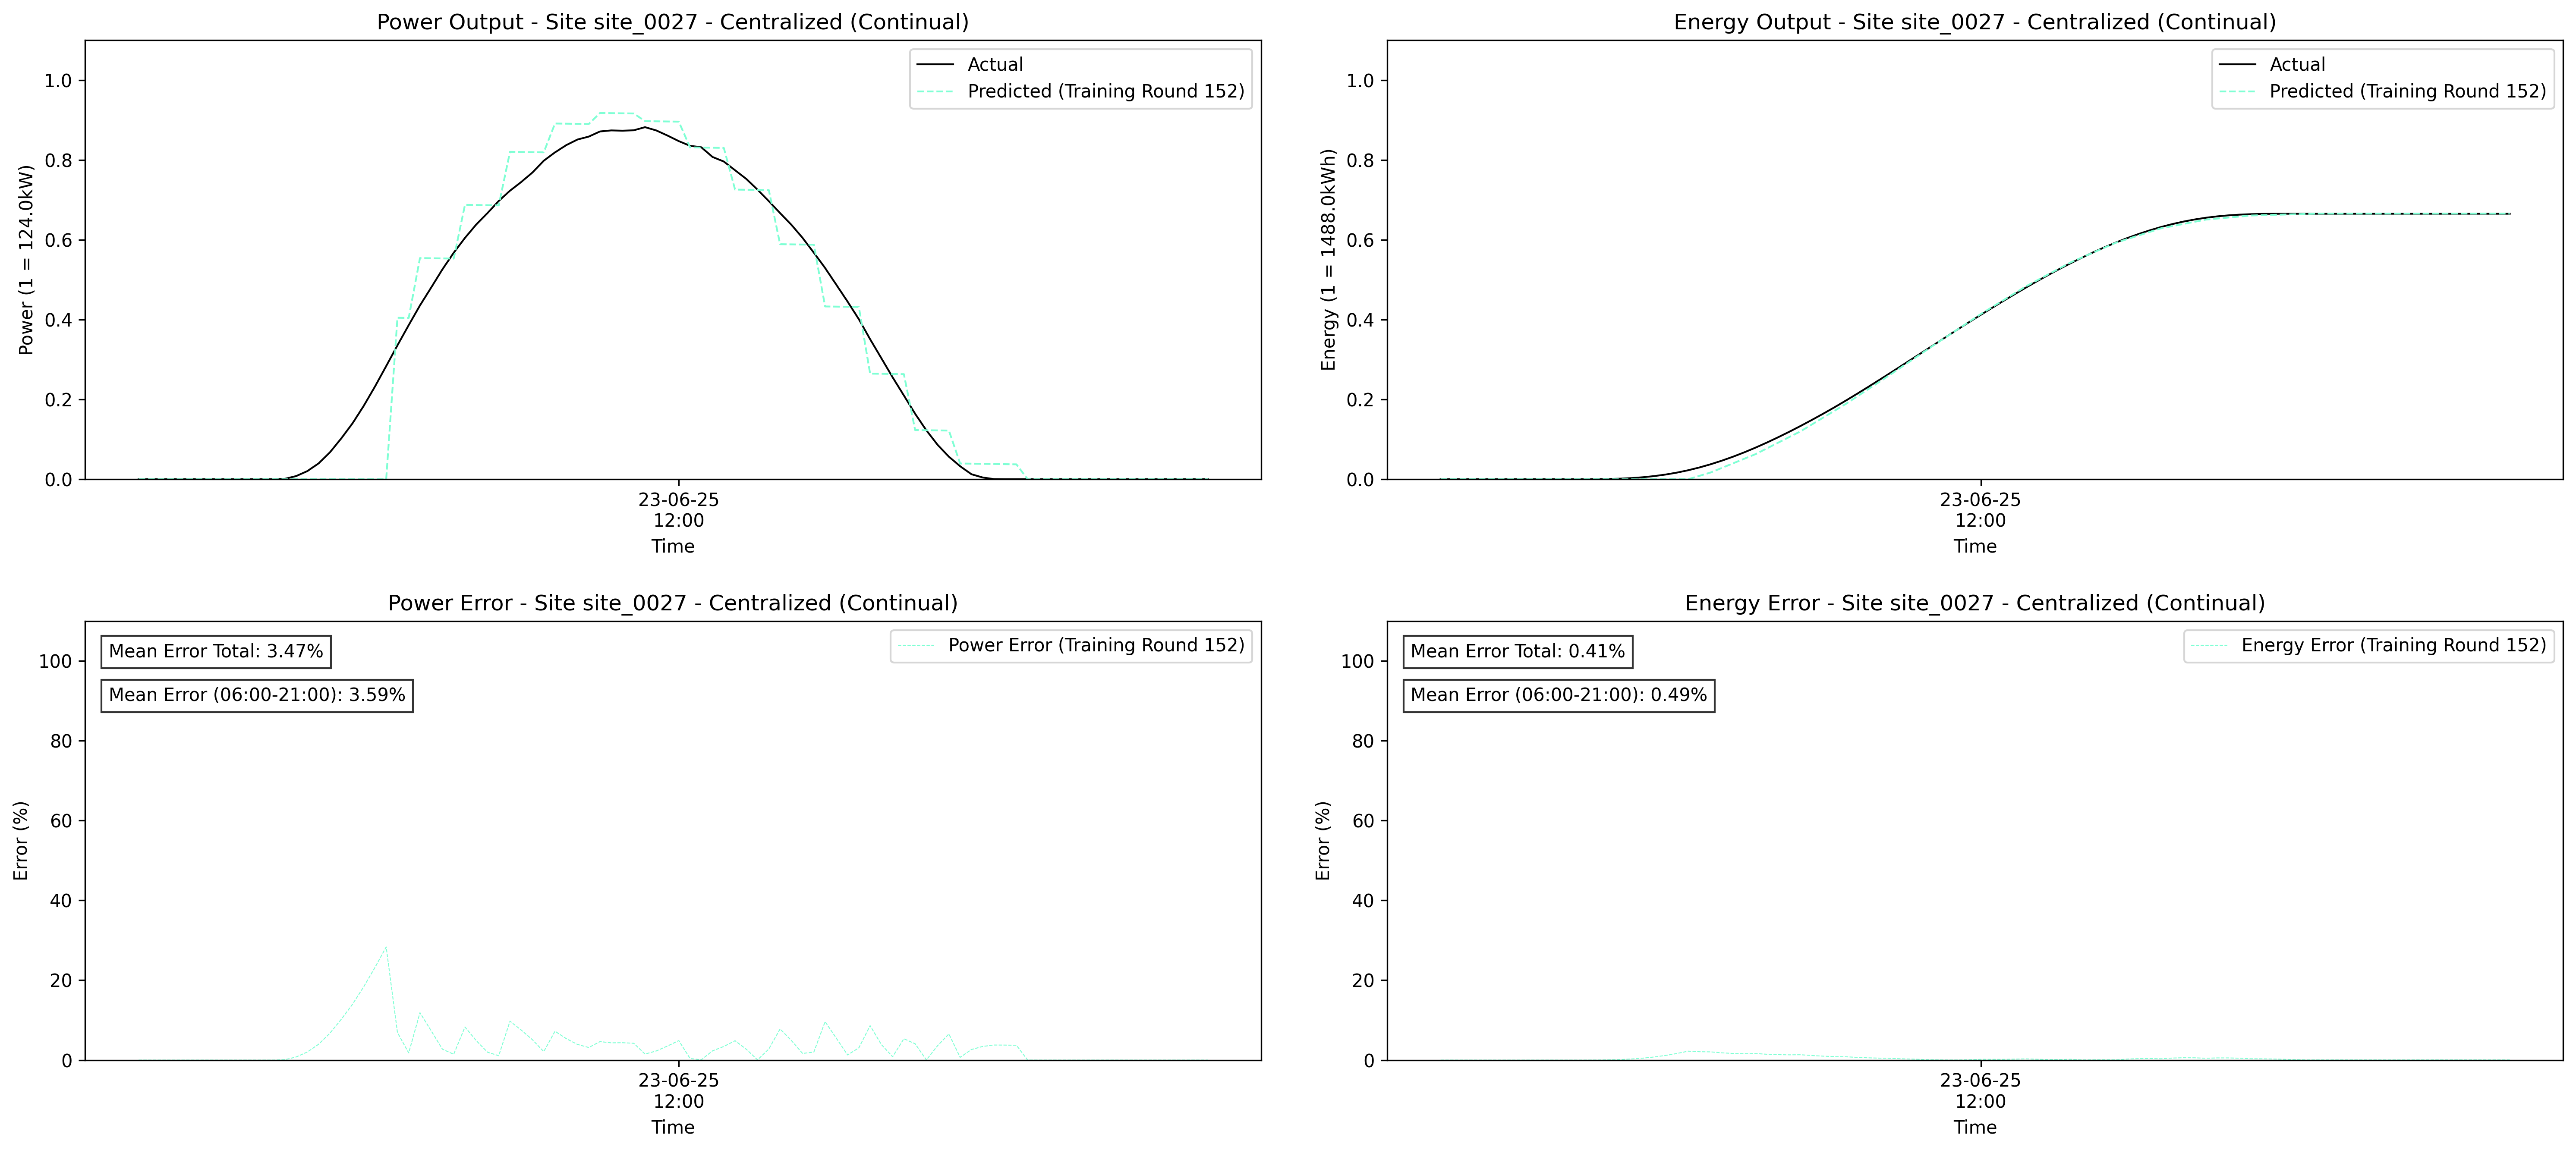 Power Output - Site site_0027 - Centralized (Continual)
Power (1 = 124.0kW)
1.0
0.8
0.6
0.4
0.2
0.0
Actual
Predicted (Training Round 152)
23-06-25
12:00
Time
Energy Output - Site site_0027 - Centralized (Continual)
Energy (1 = 1488.0kWh)
1.0
0.8
0.6
0.4
0.2
0.0
Actual
Predicted (Training Round 152)
23-06-25
12:00
Time
Power Error - Site site_0027 - Centralized (Continual)
Error (%)
100
80
60
40
20
0
Mean Error Total: 3.47%
Mean Error (06:00-21:00): 3.59%
Power Error (Training Round 152)
23-06-25
12:00
Time
Energy Error - Site site_0027 - Centralized (Continual)
Error (%)
100
80
60
40
20
0
Mean Error Total: 0.41%
Mean Error (06:00-21:00): 0.49%
Energy Error (Training Round 152)
23-06-25
12:00
Time